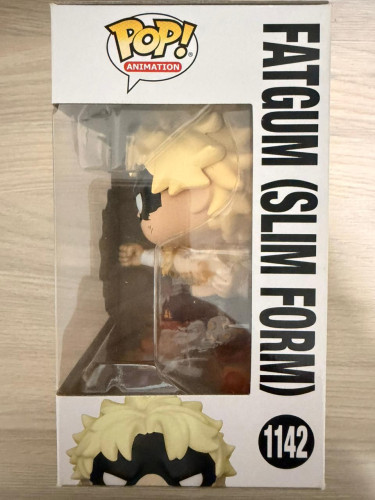 POP!
ANIMATION
FATGUM (SLIM FORM)
1142